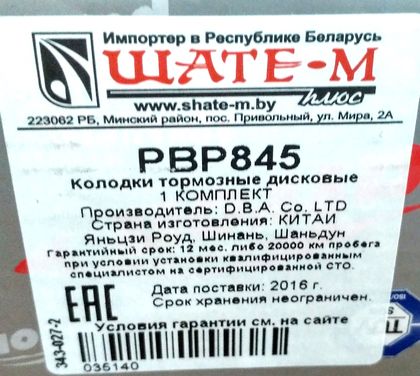 Импортер в Республике Беларусь
ШАТЕ-М
плюс
www.shate-m.by
223062 РБ, Минский район, пос. Привольный, ул. Мира, 2А
PBP845
Колодки тормозные дисковые
1 КОМПЛЕКТ
Производитель: D.B.A. Co. LTD
Страна изготовления: КИТАЙ
Яньцзи Роуд, Шинань, Шаньдун
Гарантийный срок: 12 мес. либо 20000 км пробега
при условии установки квалифицированным
специалистом на сертифицированной СТО.
ЕАС
Дата поставки: 2016 г.
Срок хранения неограничен.
Условия гарантии см. на сайте
343-027-2
035140